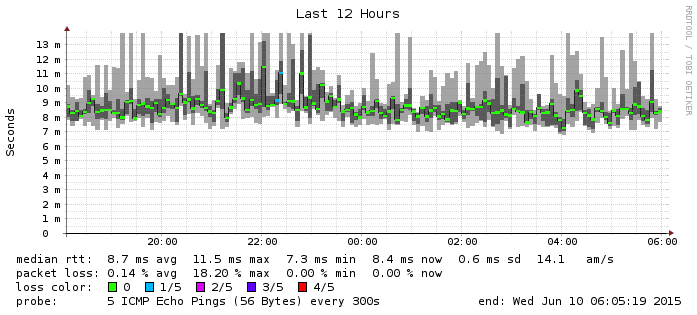 Last 12 Hours
RRDTOOL / TOBI OETIKER
Seconds
13 m
12 m
11 m
10 m
9 m
8 m
7 m
6 m
5 m
4 m
3 m
2 m
1 m
0
20:00 22:00 00:00 02:00 04:00 06:00
median rtt: 8.7 ms avg 11.5 ms max 7.3 ms min 8.4 ms now 0.6 ms sd 14.1 am/s
packet loss: 0.14 % avg 18.20 % max 0.00 % min 0.00 % now
loss color: 0 1/5 2/5 3/5 4/5
probe: 5 ICMP Echo Pings (56 Bytes) every 300s end: Wed Jun 10 06:05:19 2015